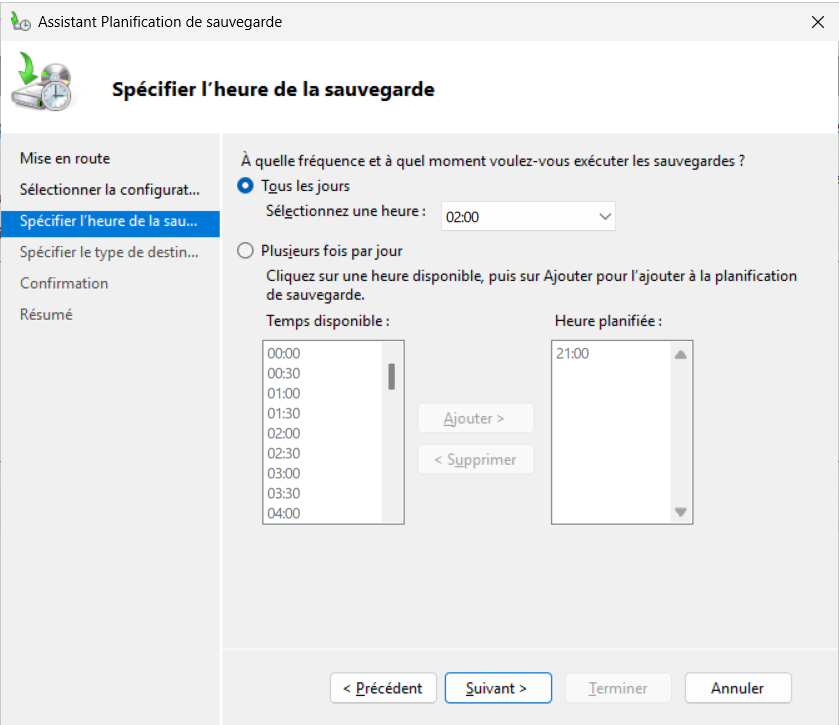 Assistant Planification de sauvegarde
Spécifier l'heure de la sauvegarde
Mise en route
Sélectionner la configurat...
Spécifier l'heure de la sau...
Spécifier le type de destin...
Confirmation
Résumé
À quelle fréquence et à quel moment voulez-vous exécuter les sauvegardes ?
Tous les jours
Sélectionnez une heure :
02:00
Plusieurs fois par jour
Cliquez sur une heure disponible, puis sur Ajouter pour l'ajouter à la planification
de sauvegarde.
Temps disponible :
00:00
00:30
01:00
01:30
02:00
02:30
03:00
03:30
04:00
Ajouter >
< Supprimer
Heure planifiée :
21:00
< Précédent
Suivant >
Terminer
Annuler